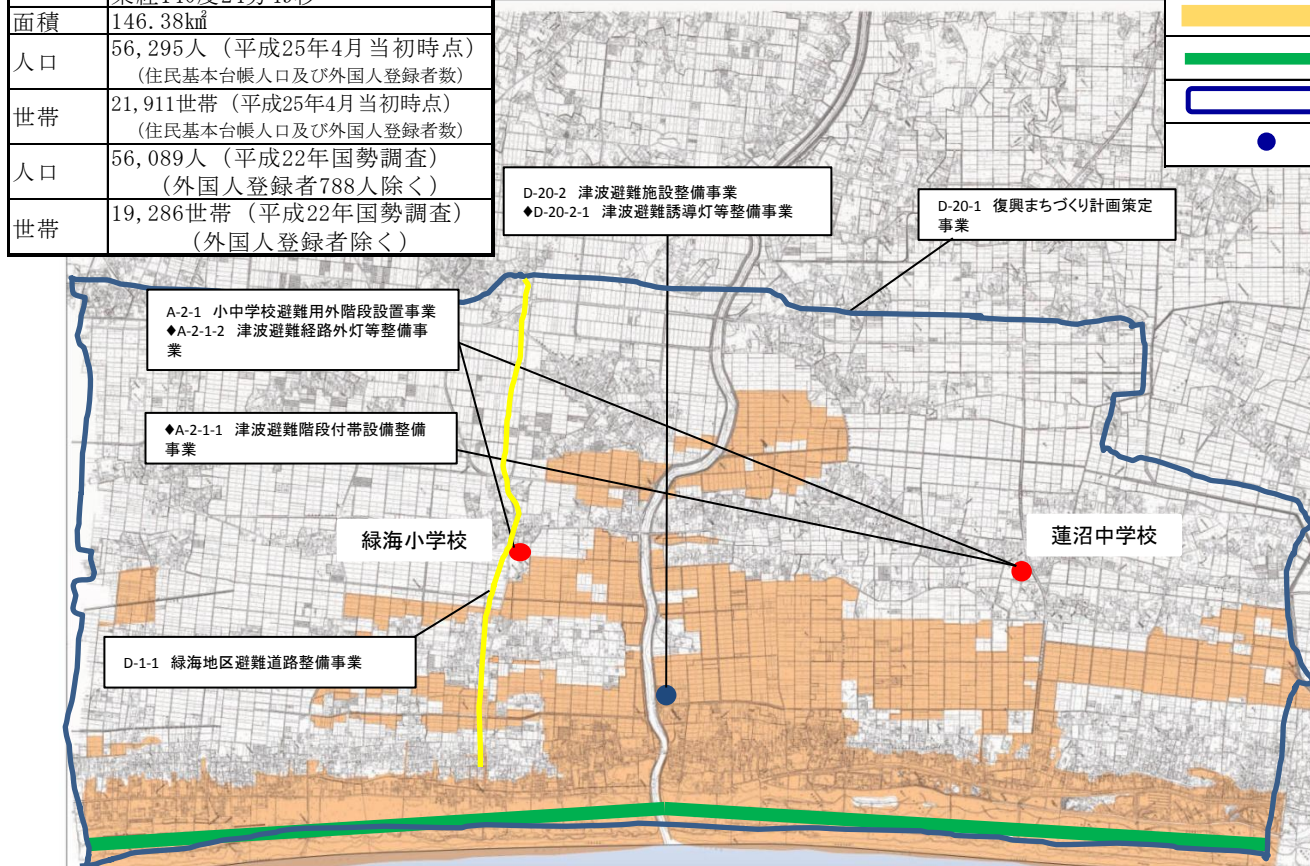 面積 146.38㎢
人口 56,295人（平成25年4月当初時点）
（住民基本台帳人口及び外国人登録者数）
世帯 21,911世帯（平成25年4月当初時点）
（住民基本台帳人口及び外国人登録者数）
人口 56,089人（平成22年国勢調査）
（外国人登録者788人除く）
世帯 19,286世帯（平成22年国勢調査）
（外国人登録者除く）
D-20-2 津波避難施設整備事業
♦D-20-2-1 津波避難誘導灯等整備事業
D-20-1 復興まちづくり計画策定
事業
A-2-1 小中学校避難用外階段設置事業
♦A-2-1-2 津波避難経路外灯等整備事
業
♦A-2-1-1 津波避難階段付帯設備整備
事業
緑海小学校
蓮沼中学校
D-1-1 緑海地区避難道路整備事業